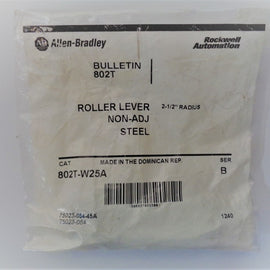 AB Allen-Bradley
Rockwell
Automation
BULLETIN
802T
ROLLER LEVER 2-1/2" RADIUS
NON-ADJ
STEEL
CAT MADE IN THE DOMINICAN REP. SER
802T-W25A B
1240